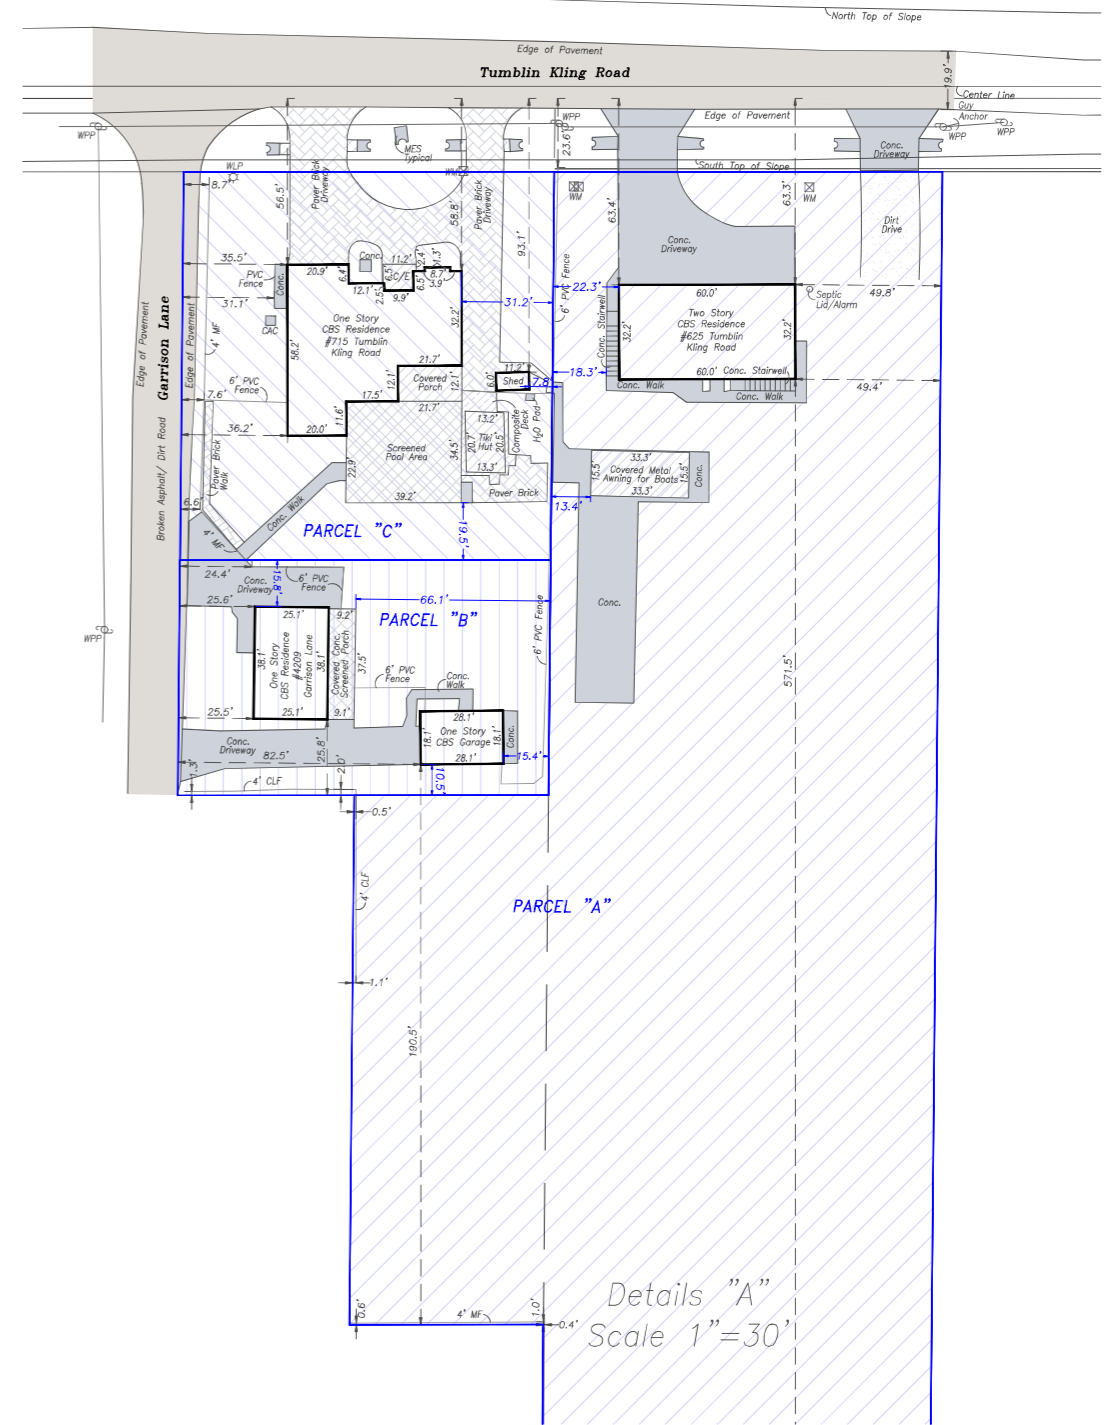 North Top of Slope
Edge of Pavement
Tumblin Kling Road
19.9'
Center Line
Guy
Anchor
WPP
WPP
Edge of Pavement
WPP
23.6'
WPP
MES
Typical
Conc.
Driveway
South Top of Slope
WLP
WM
8.7'
56.5'
Paver Brick
Driveway
58.8'
Paver Brick
Driveway
93.1'
WM
63.4'
63.3'
WM
Dirt
Drive
Conc.
Driveway
35.5'
PVC
Fence
Conc.
31.1'
CAC
4' MF
20.9'
6.4'
Conc.
12.1'
2.5'
6.5'
11.2'
C/E
9.9'
2.4'
6.5'
1.3'
8.7'
3.9'
31.2'
6' PVC Fence
22.3'
60.0'
Septic
Lid/Alarm
49.8'
One Story
CBS Residence
#715 Tumblin
Kling Road
32.2'
58.2'
Conc. Stairwell
32.2'
Two Story
CBS Residence
#625 Tumblin
Kling Road
32.2'
60.0'
Conc. Stairwell
49.4'
Edge of Pavement
Edge of Pavement
Garrison Lane
Broken Asphalt/ Dirt Road
21.7'
12.1'
Covered
Porch
12.1'
11.2'
6.0'
Shed
7.8'
18.3'
Conc. Walk
Conc. Walk
6' PVC
Fence
7.6'
17.5'
21.7'
36.2'
20.0'
11.6'
Screened
Pool Area
22.9'
34.5'
39.2'
13.2'
20.7'
Tiki
Hut
20.5'
13.3'
Composite
Deck
H2O Pad
Paver Brick
33.3'
15.5'
Covered Metal
Awning for Boats
15.5'
33.3'
Conc.
13.4'
Paver Brick
Walk
6.6'
4' MF
Conc. Walk
PARCEL "C"
19.5'
24.4'
Conc.
Driveway
15.8'
6' PVC
Fence
25.6'
25.1'
9.2'
66.1'
PARCEL "B"
6' PVC Fence
Conc.
38.1'
One Story
CBS Residence
#4209
Garrison Lane
38.1'
Covered Conc.
Screened Porch
37.5'
6' PVC
Fence
Conc.
Walk
571.5'
WPP
25.5'
25.1'
9.1'
28.1'
18.1'
One Story
CBS Garage
18.1'
Conc.
28.1'
15.4'
Conc.
Driveway
82.5'
25.8'
2.0'
10.5'
1.3'
4' CLF
0.5'
4' CLF
PARCEL "A"
1.1'
190.5'
Details "A"
Scale 1"=30'
0.6'
4' MF
1.0'
0.4'